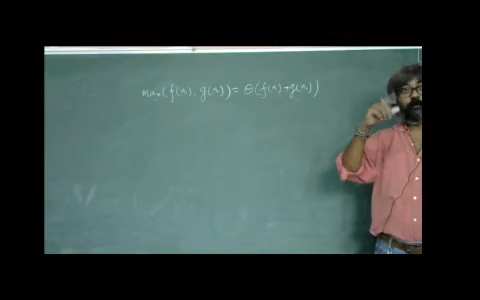 max(f(n), g(n)) = Θ(f(n) + g(n))